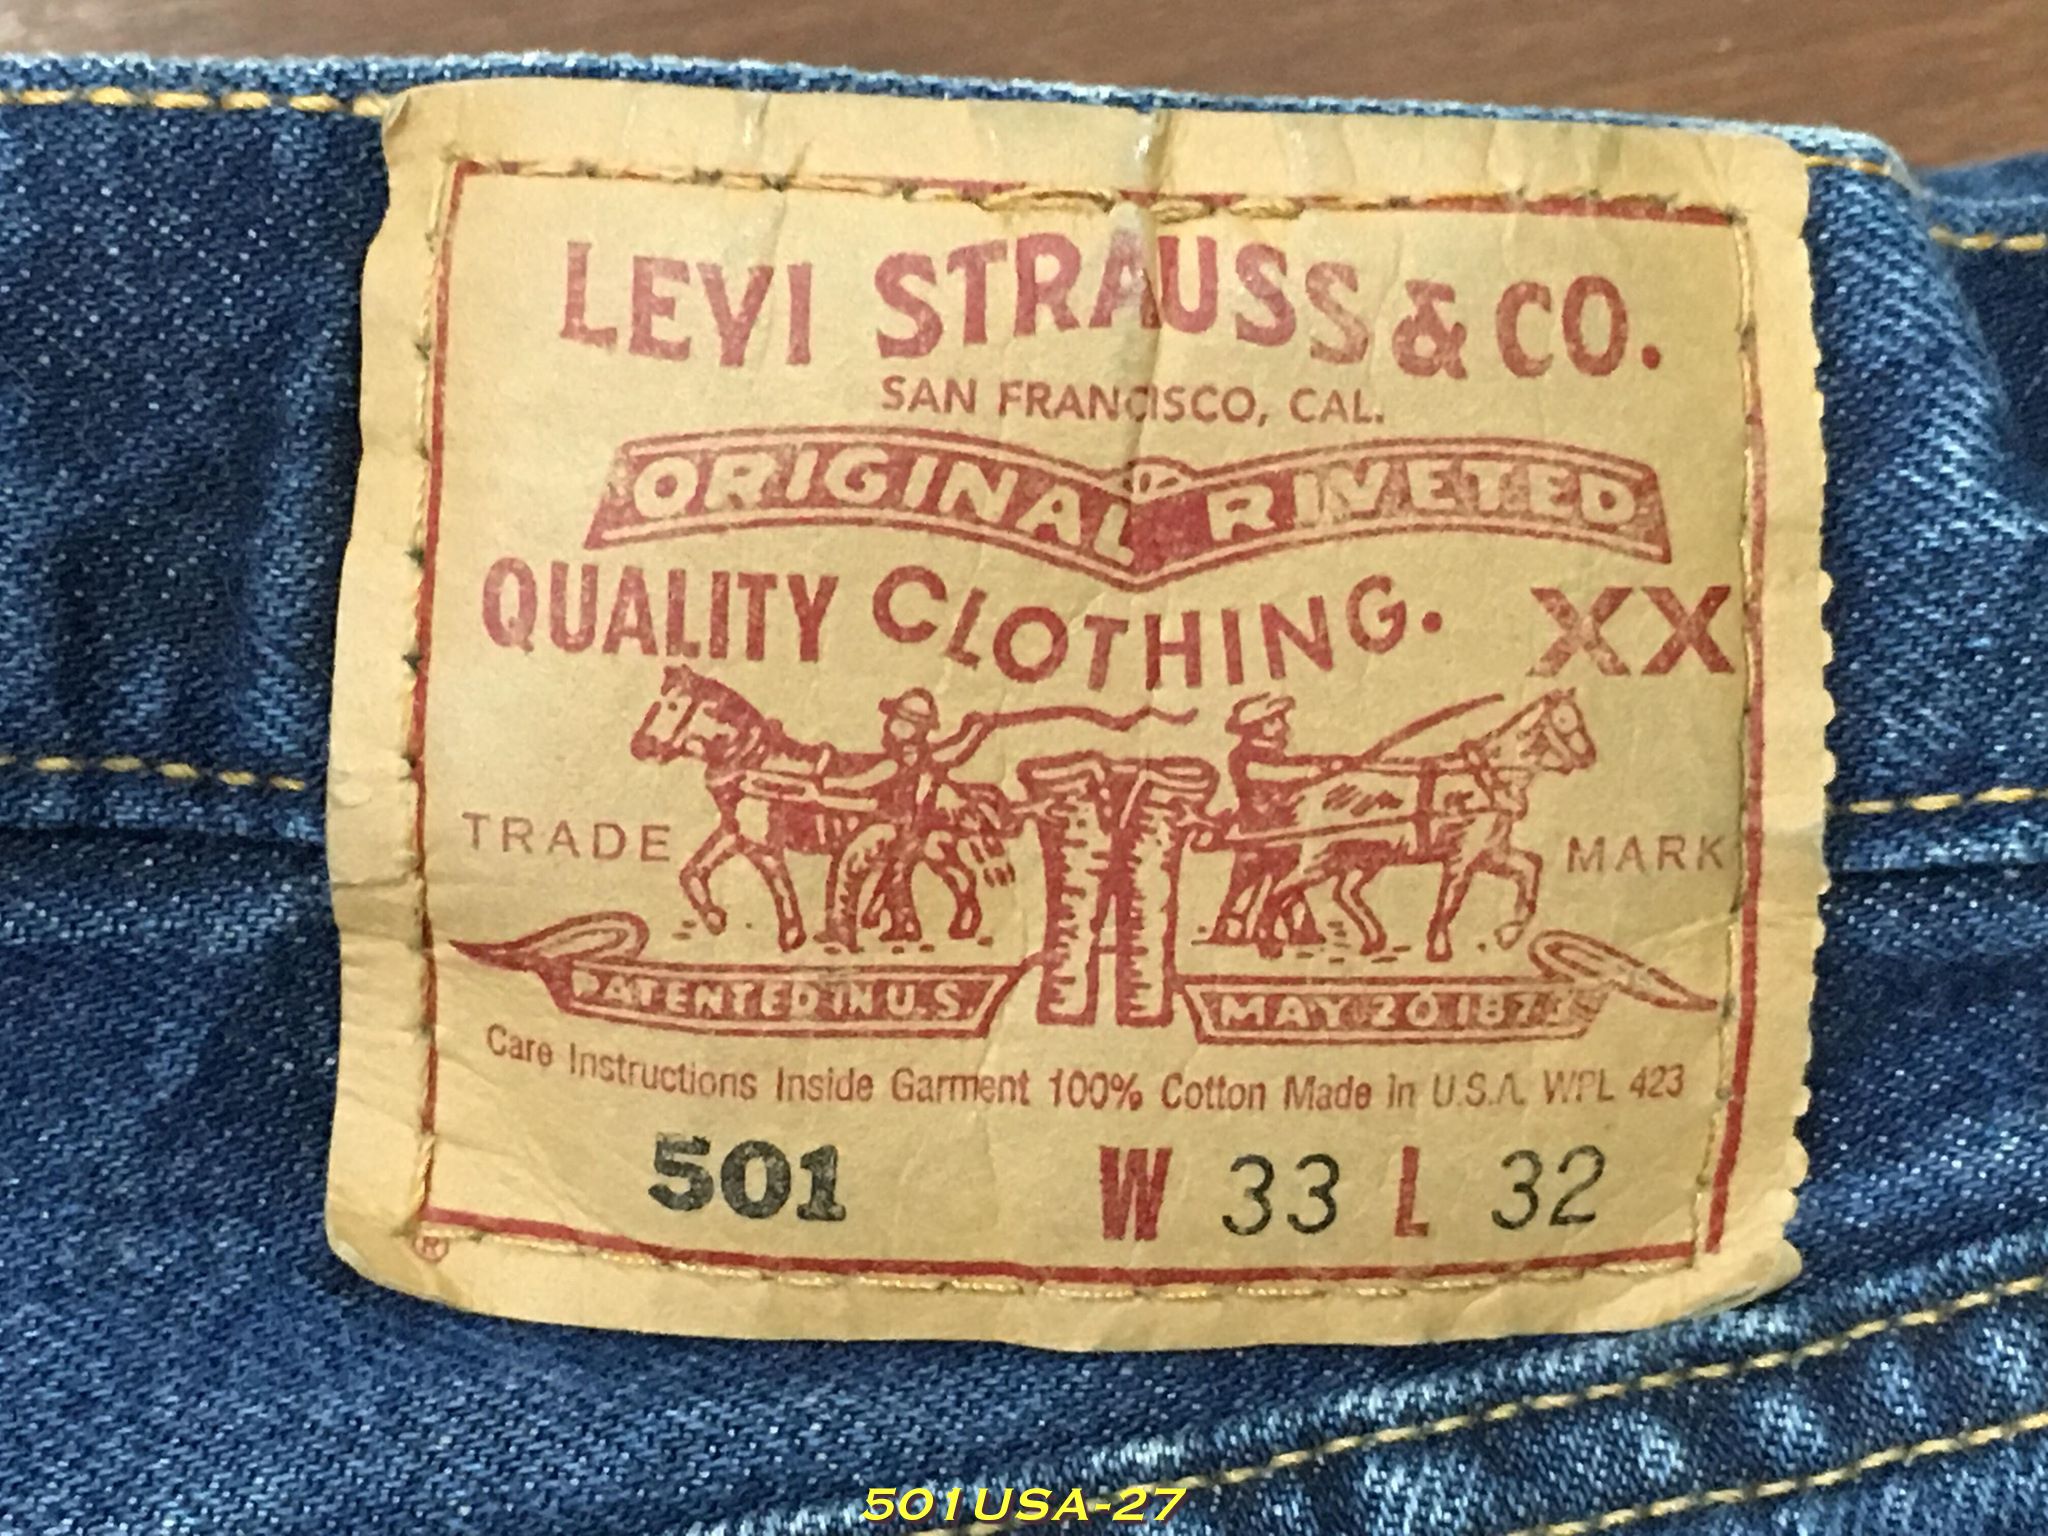 LEVI STRAUSS & CO.
SAN FRANCISCO, CAL.
ORIGINAL RIVETED
QUALITY CLOTHING. XX
TRADE MARK
PATENTED IN U.S. MAY 20 1873
Care Instructions Inside Garment 100% Cotton Made in U.S.A. WPL 423
501 W 33 L 32
®
501USA-27